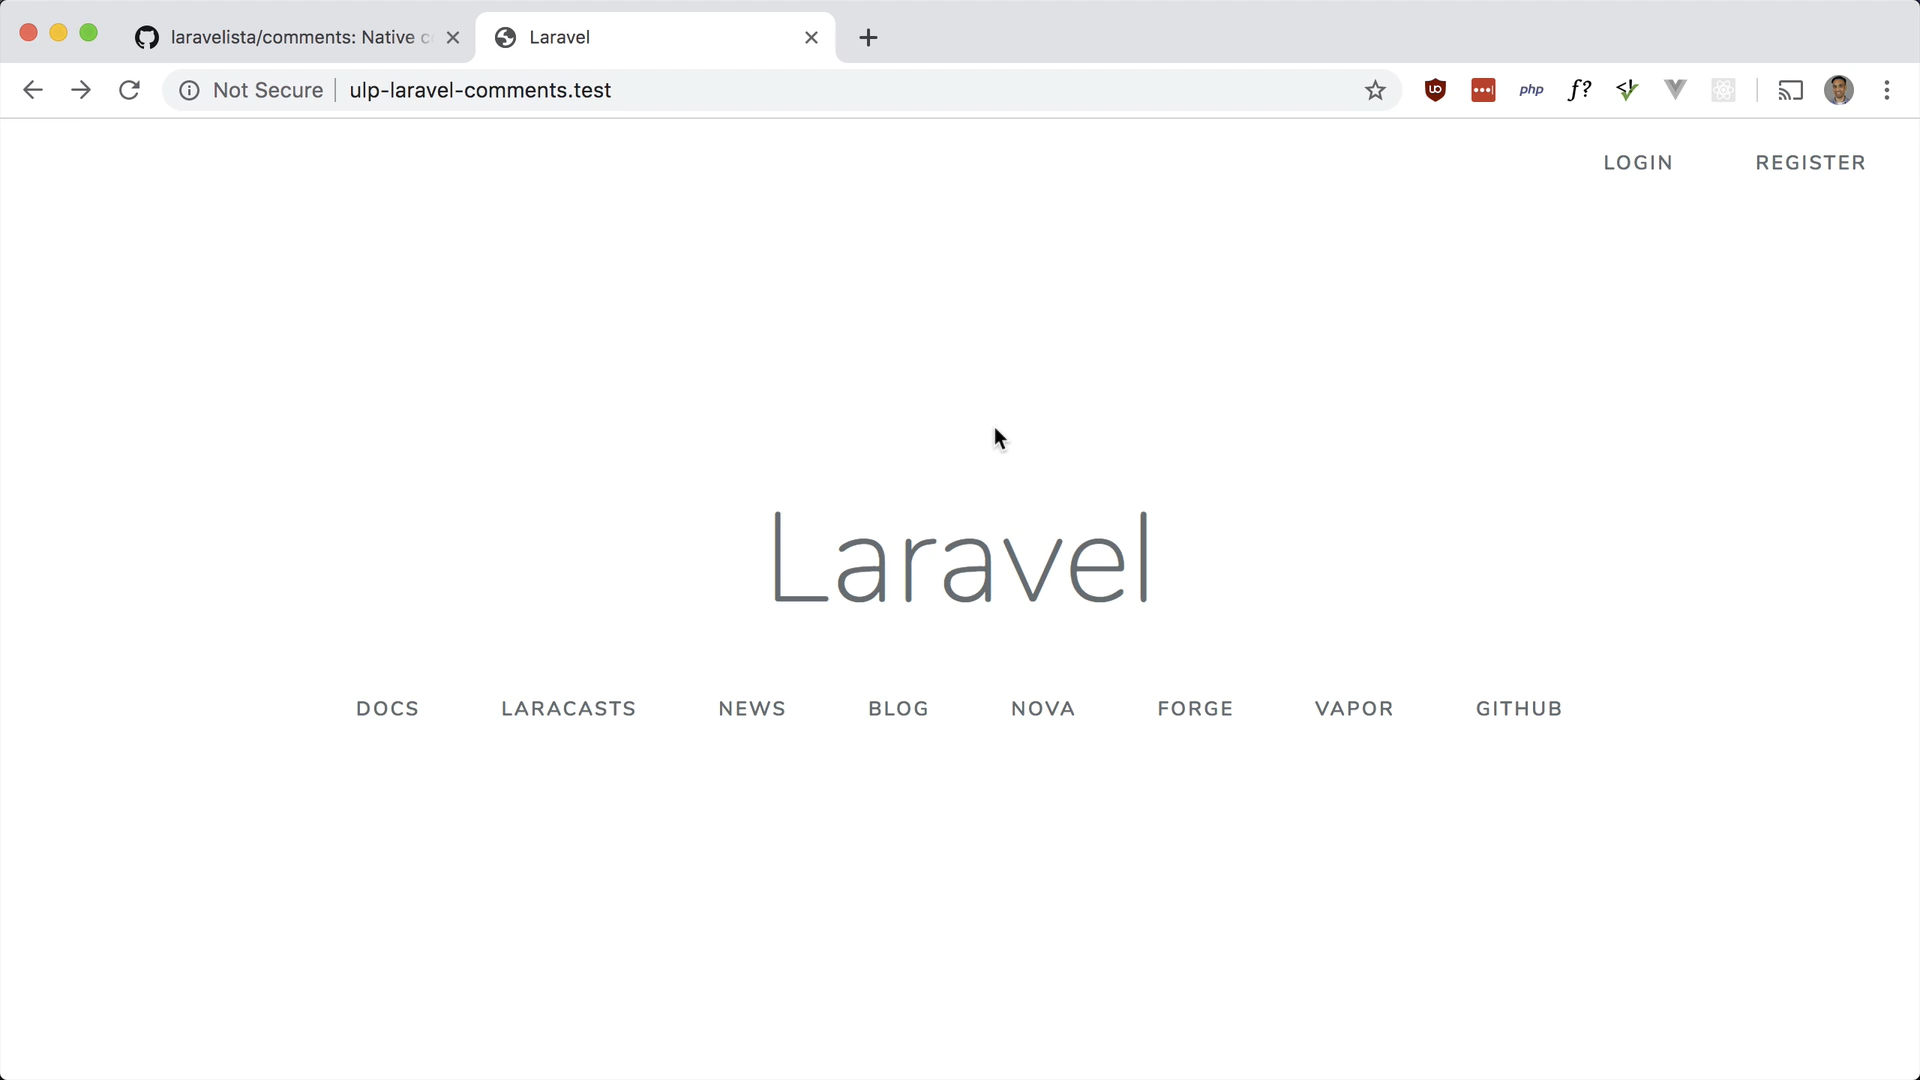 laravelista/comments: Native c
Laravel
Not Secure
ulp-laravel-comments.test
php
f?
LOGIN REGISTER
Laravel
DOCS LARACASTS NEWS BLOG NOVA FORGE VAPOR GITHUB